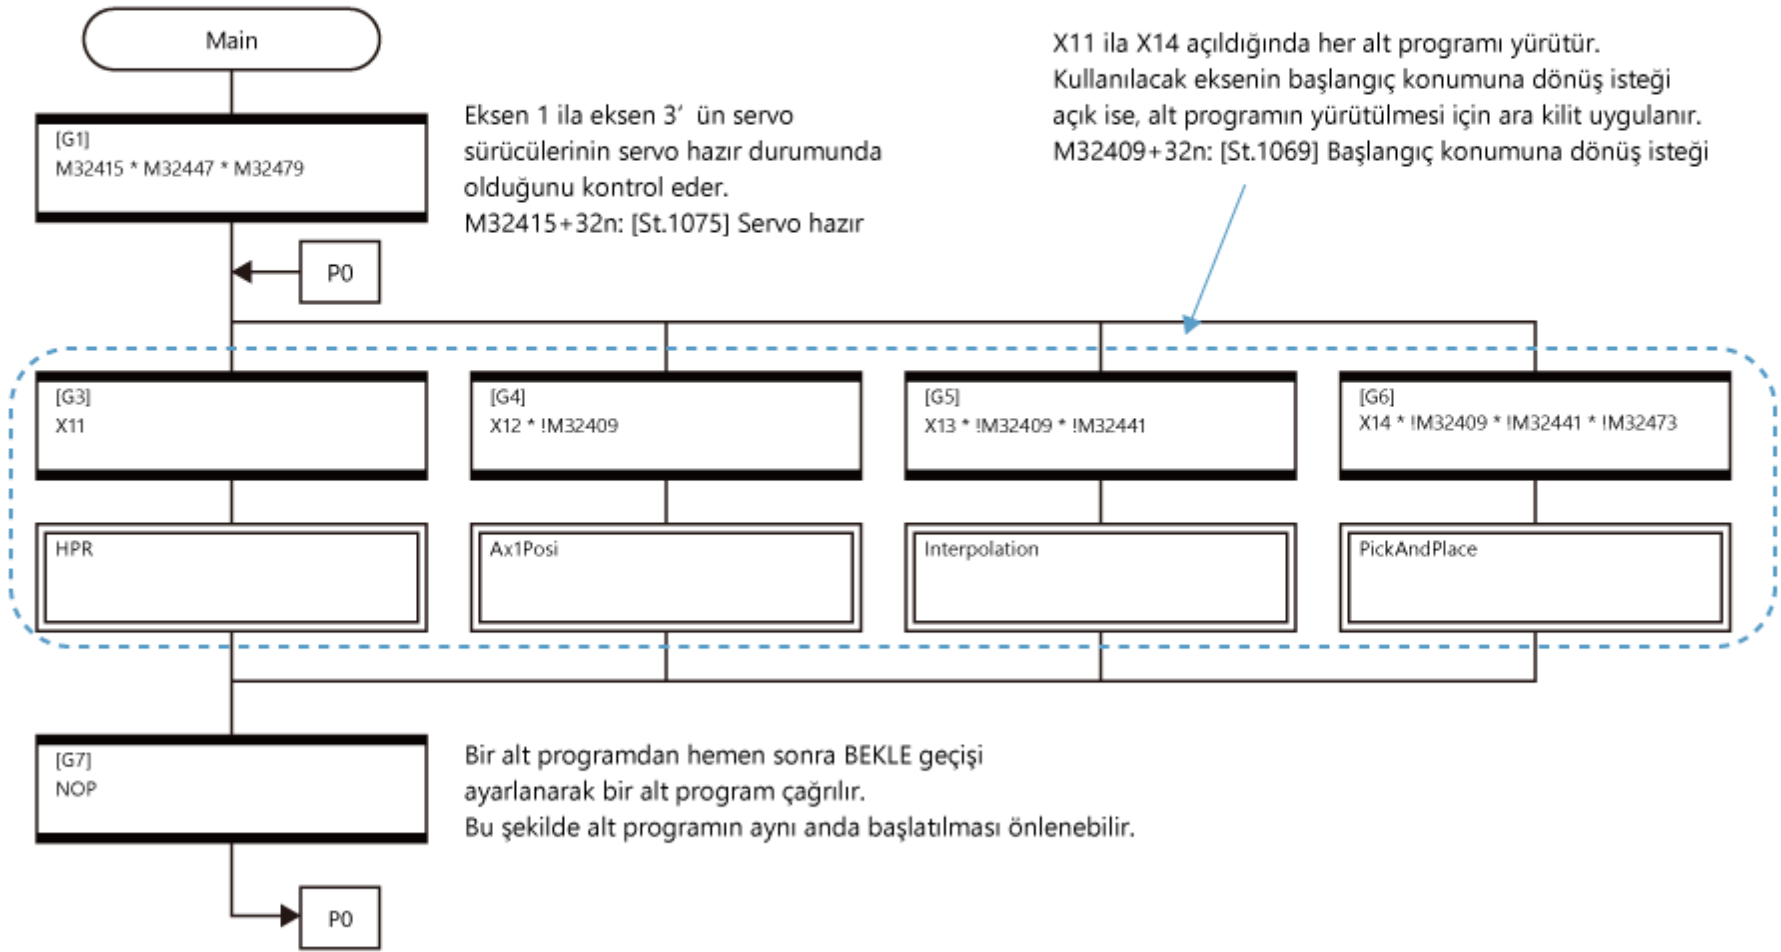 Main
X11 ila X14 açıldığında her alt programı yürütür.
Kullanılacak eksenin başlangıç konumuna dönüş isteği
açık ise, alt programın yürütülmesi için ara kilit uygulanır.
M32409+32n: [St.1069] Başlangıç konumuna dönüş isteği
[G1]
M32415 * M32447 * M32479
Eksen 1 ila eksen 3’ ün servo
sürücülerinin servo hazır durumunda
olduğunu kontrol eder.
M32415+32n: [St.1075] Servo hazır
P0
[G3]
X11
[G4]
X12 * !M32409
[G5]
X13 * !M32409 * !M32441
[G6]
X14 * !M32409 * !M32441 * !M32473
HPR
Ax1Posi
Interpolation
PickAndPlace
[G7]
NOP
Bir alt programdan hemen sonra BEKLE geçişi
ayarlanarak bir alt program çağrılır.
Bu şekilde alt programın aynı anda başlatılması önlenebilir.
P0